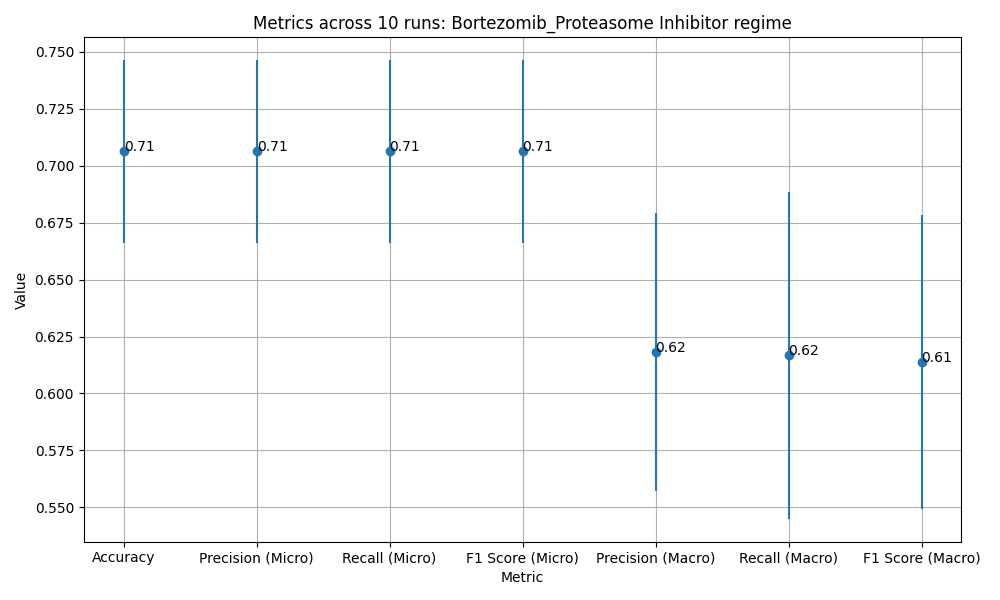 Metrics across 10 runs: Bortezomib_Proteasome Inhibitor regime
Value
0.750
0.725
0.700
0.675
0.650
0.625
0.600
0.575
0.550
0.71
0.71
0.71
0.71
0.62
0.62
0.61
Accuracy
Precision (Micro)
Recall (Micro)
F1 Score (Micro)
Precision (Macro)
Recall (Macro)
F1 Score (Macro)
Metric